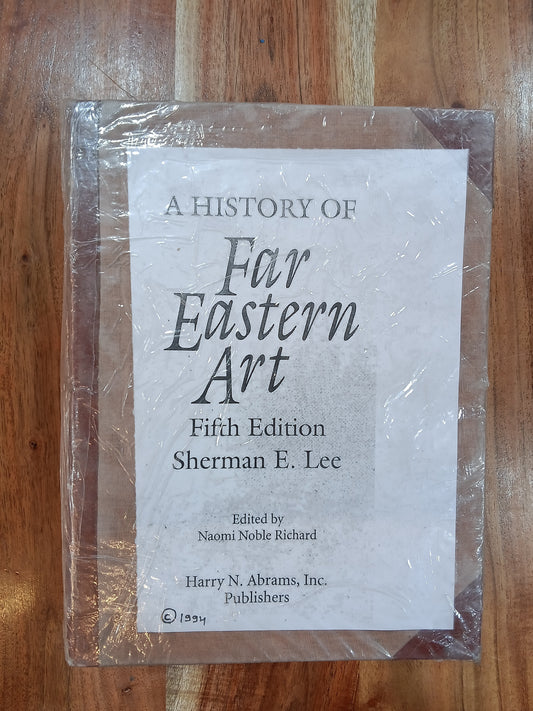 A HISTORY OF
Far
Eastern
Art
Fifth Edition
Sherman E. Lee
Edited by
Naomi Noble Richard
Harry N. Abrams, Inc.
Publishers
© 1994